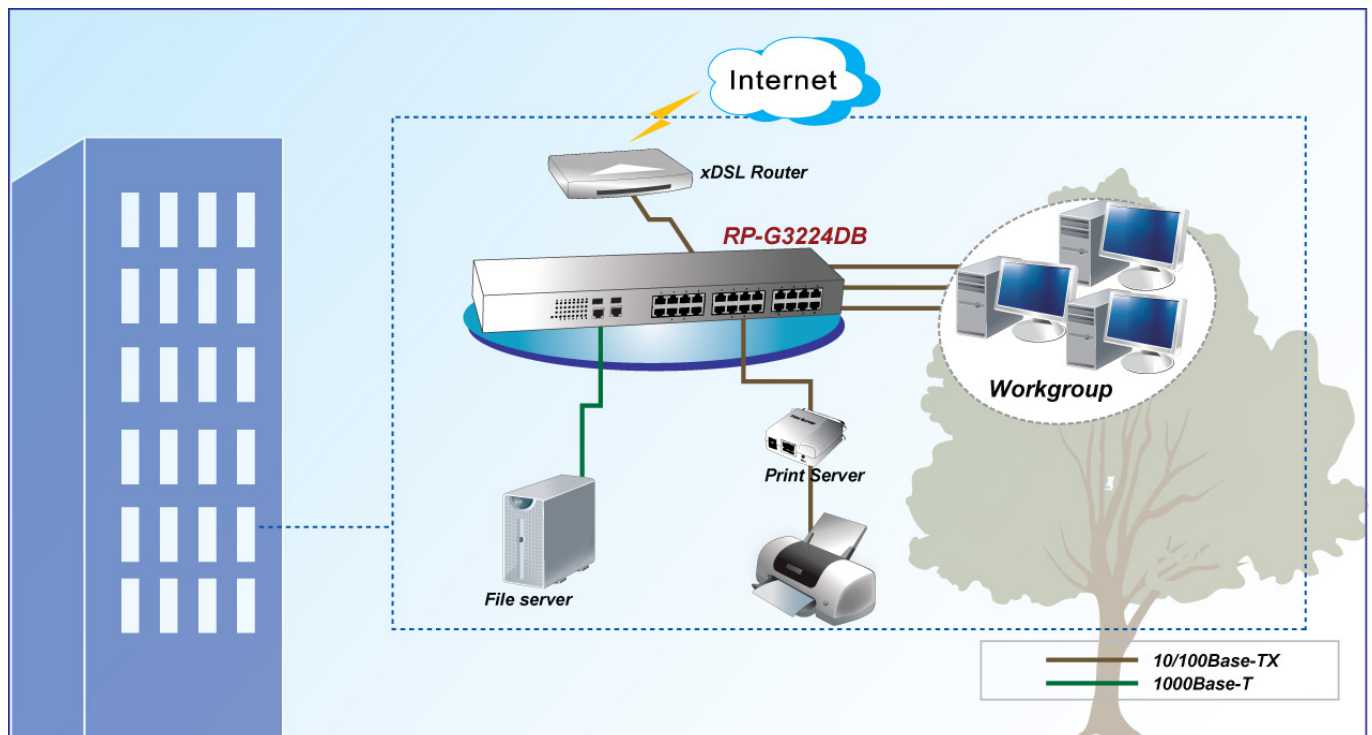 Internet
xDSL Router
RP-G3224DB
Workgroup
Print Server
File server
10/100Base-TX
1000Base-T